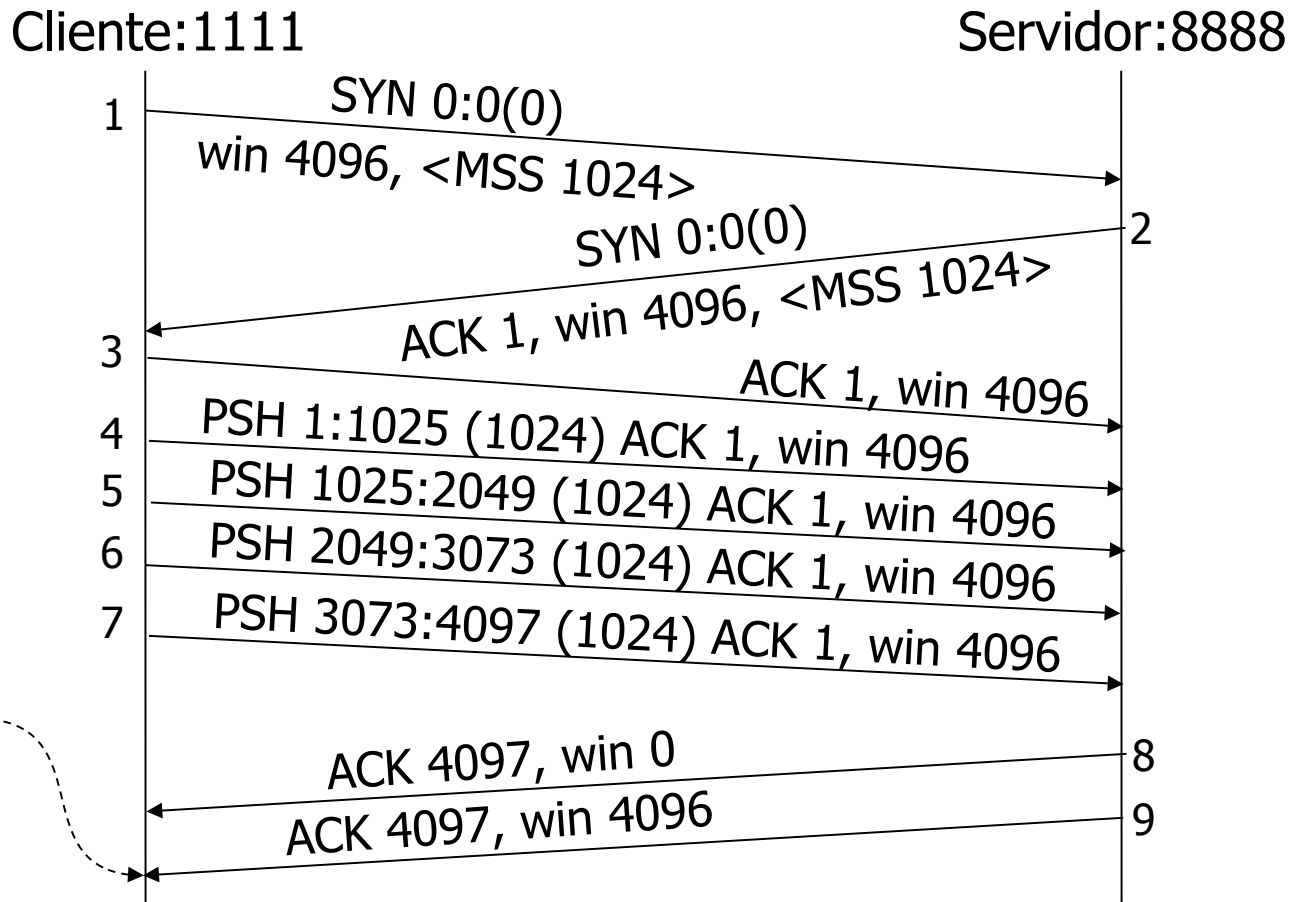 Cliente:1111
Servidor:8888
1
SYN 0:0(0)
win 4096, <MSS 1024>
2
SYN 0:0(0)
ACK 1, win 4096, <MSS 1024>
3
ACK 1, win 4096
4
PSH 1:1025 (1024) ACK 1, win 4096
5
PSH 1025:2049 (1024) ACK 1, win 4096
6
PSH 2049:3073 (1024) ACK 1, win 4096
7
PSH 3073:4097 (1024) ACK 1, win 4096
8
ACK 4097, win 0
9
ACK 4097, win 4096